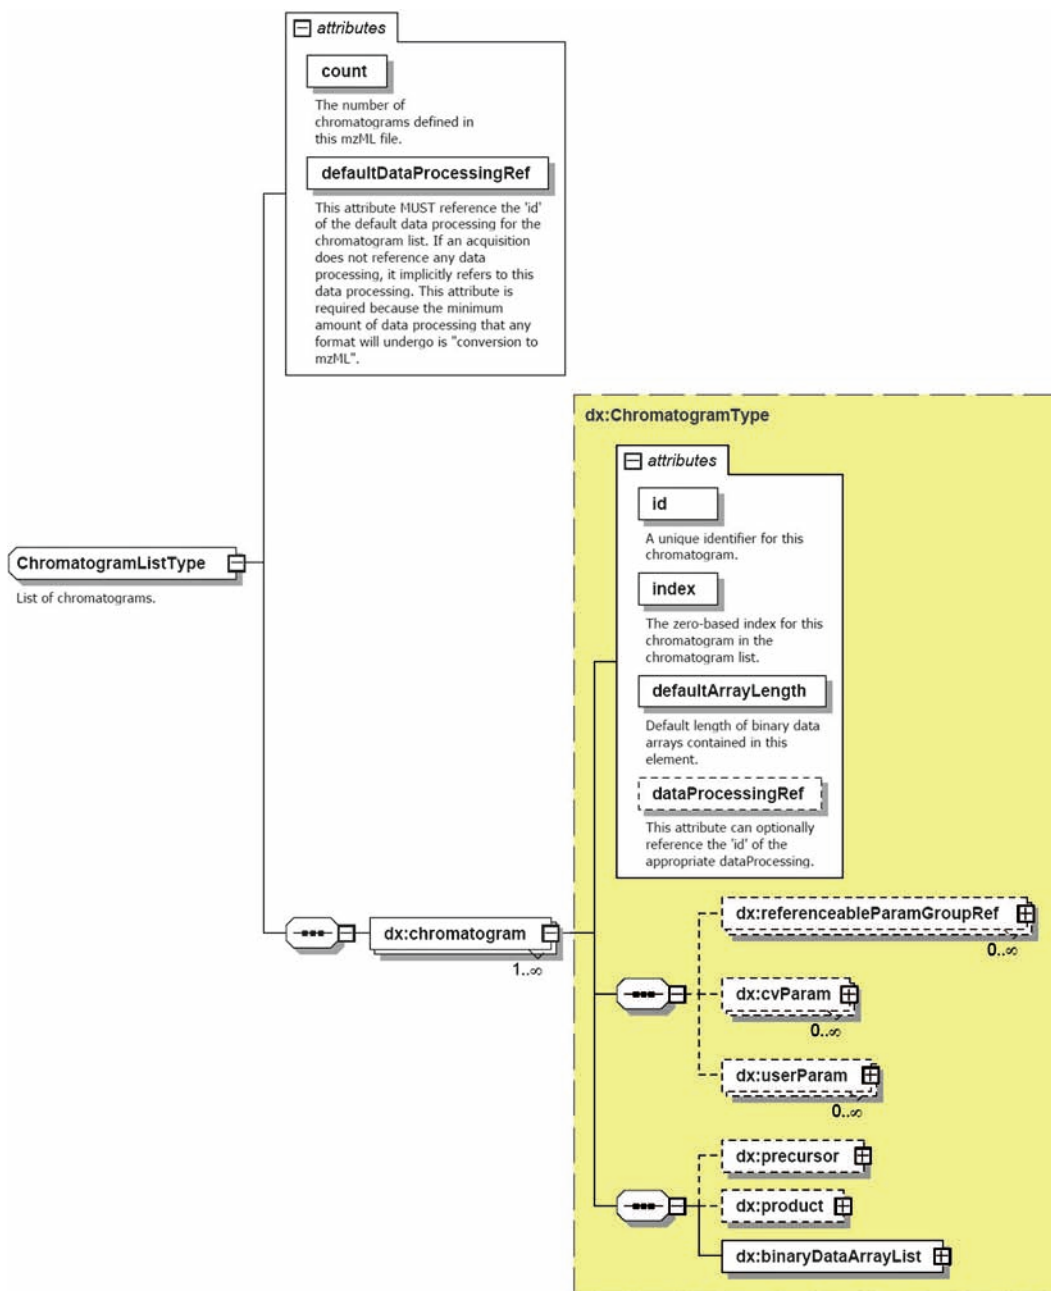 attributes
count
The number of
chromatograms defined in
this mzML file.
defaultDataProcessingRef
This attribute MUST reference the 'id'
of the default data processing for the
chromatogram list. If an acquisition
does not reference any data
processing, it implicitly refers to this
data processing. This attribute is
required because the minimum
amount of data processing that any
format will undergo is "conversion to
mzML".
dx:ChromatogramType
attributes
id
A unique identifier for this
chromatogram.
index
The zero-based index for this
chromatogram in the
chromatogram list.
defaultArrayLength
Default length of binary data
arrays contained in this
element.
dataProcessingRef
This attribute can optionally
reference the 'id' of the
appropriate dataProcessing.
ChromatogramListType
List of chromatograms.
dx:chromatogram
1..∞
dx:referenceableParamGroupRef
0..∞
dx:cvParam
0..∞
dx:userParam
0..∞
dx:precursor
dx:product
dx:binaryDataArrayList